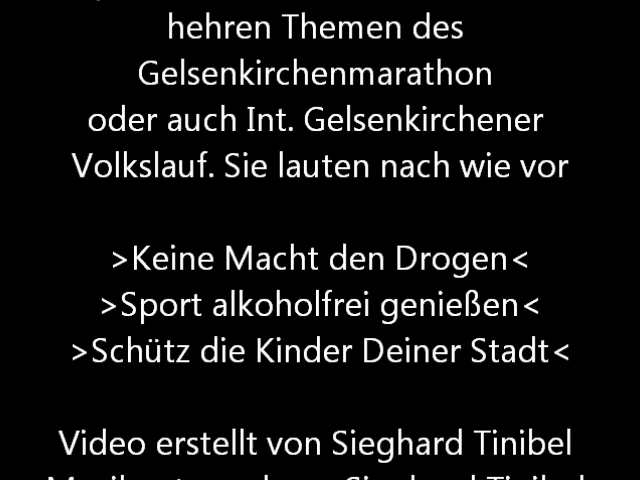 hehren Themen des
Gelsenkirchenmarathon
oder auch Int. Gelsenkirchener
Volkslauf. Sie lauten nach wie vor
>Keine Macht den Drogen<
>Sport alkoholfrei genießen<
>Schütz die Kinder Deiner Stadt<
Video erstellt von Sieghard Tinibel